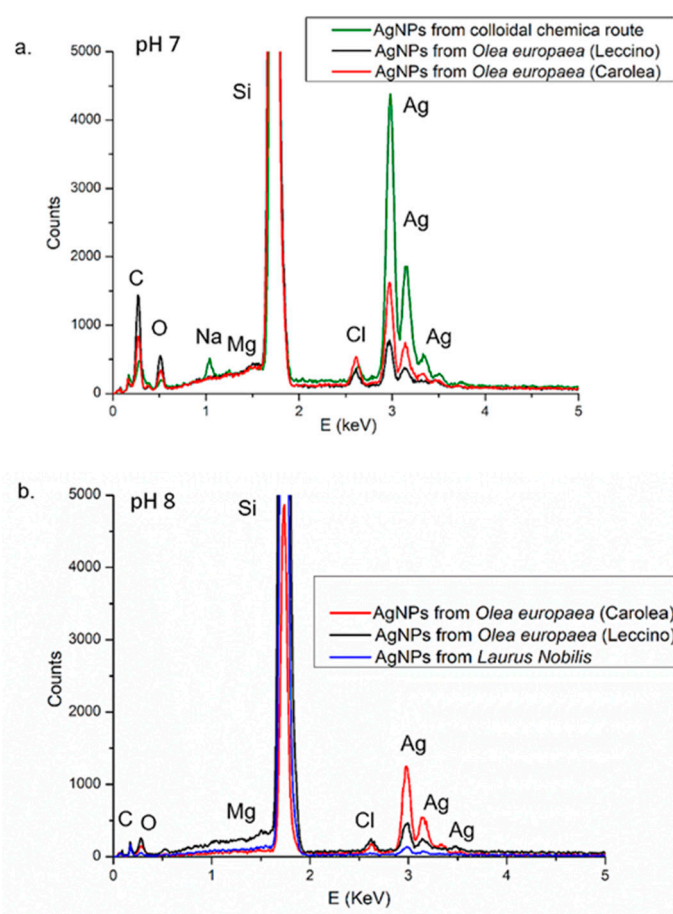 a.
pH 7
AgNPs from colloidal chemica route
AgNPs from Olea europaea (Leccino)
AgNPs from Olea europaea (Carolea)
5000
4000
3000
2000
1000
0
Counts
C
O
Na
Mg
Si
Cl
Ag
Ag
Ag
0 1 2 3 4 5
E (keV)
b.
pH 8
AgNPs from Olea europaea (Carolea)
AgNPs from Olea europaea (Leccino)
AgNPs from Laurus Nobilis
5000
4000
3000
2000
1000
0
Counts
C
O
Mg
Si
Cl
Ag
Ag
Ag
0 1 2 3 4 5
E (KeV)